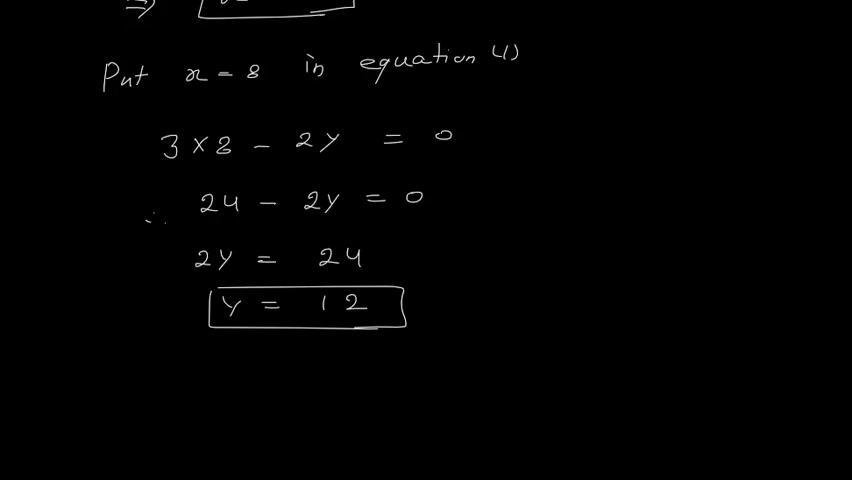 ⇒
Put x = 8 in equation (1)
3 × 8 - 2y = 0
∴ 24 - 2y = 0
2y = 24
y = 12